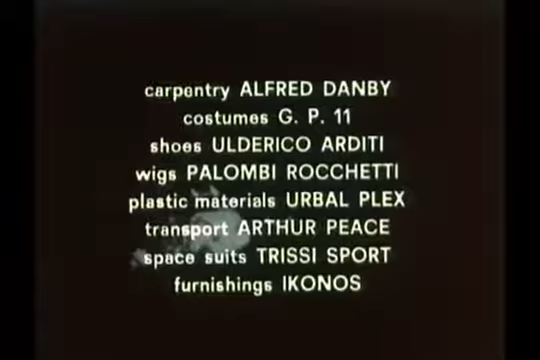 carpentry ALFRED DANBY
costumes G. P. 11
shoes ULDERICO ARDITI
wigs PALOMBI ROCCHETTI
plastic materials URBAL PLEX
transport ARTHUR PEACE
space suits TRISSI SPORT
furnishings IKONOS